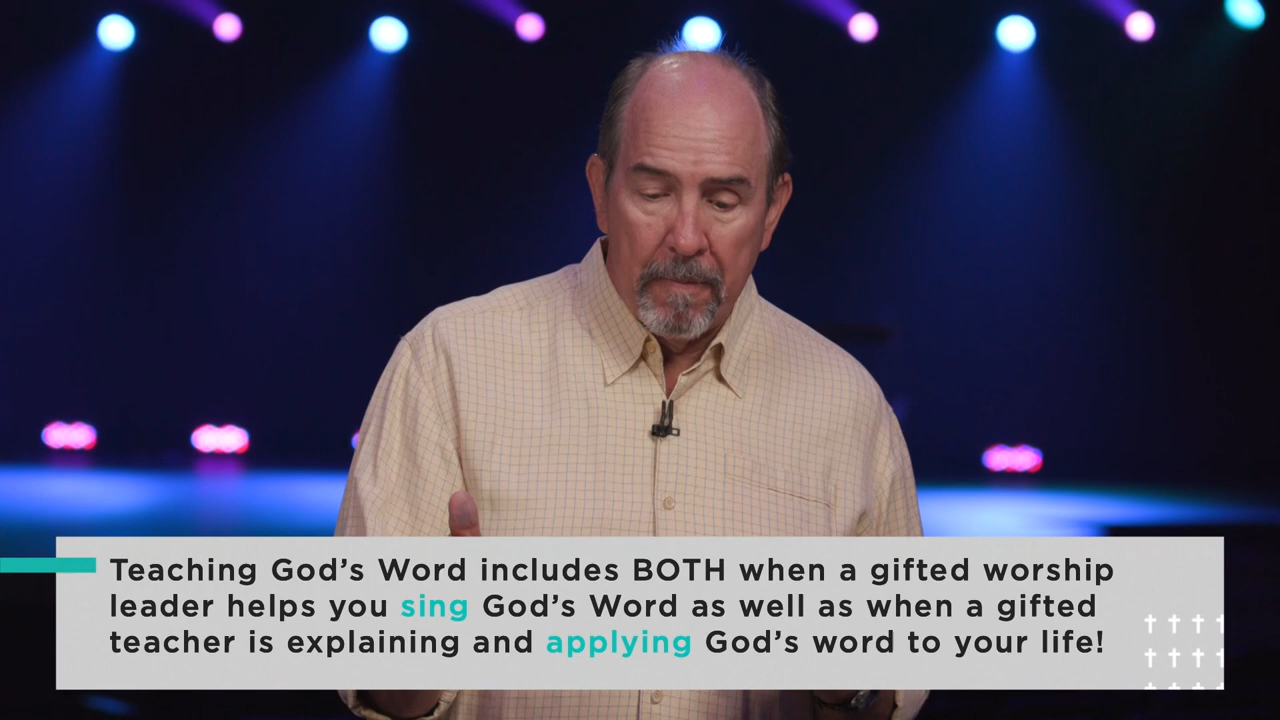 Teaching God's Word includes BOTH when a gifted worship
leader helps you sing God's Word as well as when a gifted
teacher is explaining and applying God's word to your life!